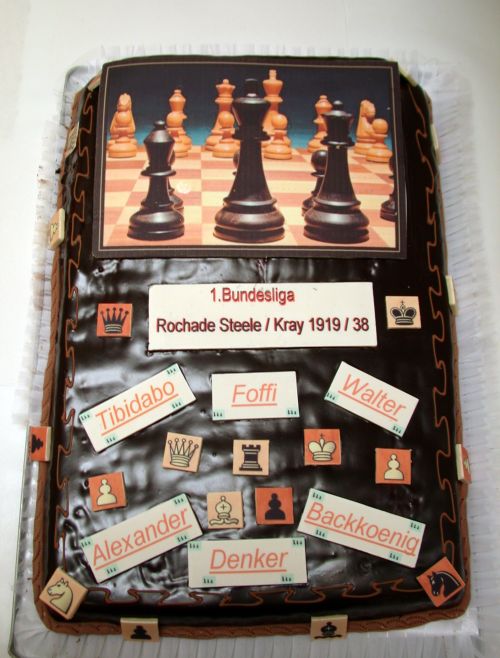 1.Bundesliga
Rochade Steele / Kray 1919 / 38
Tibidabo
Foffi
Walter
Alexander
Denker
Backkoenig